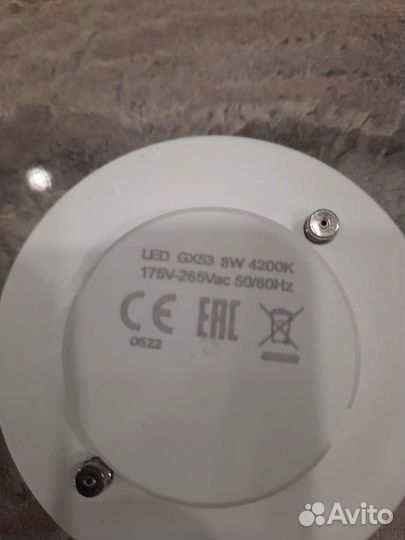 LED GX53 8W 4200K
175V-265Vac 50/60Hz
CE EAC
0522
Avito